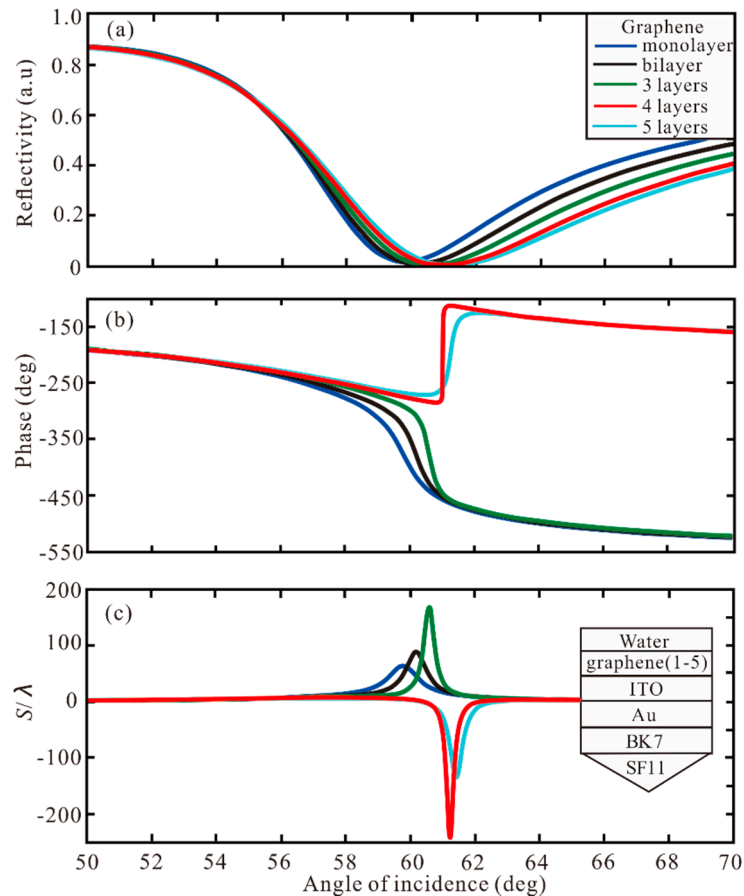 (a)
Reflectivity (a.u)
1.0
0.8
0.6
0.4
0.2
0
Graphene
monolayer
bilayer
3 layers
4 layers
5 layers
(b)
Phase (deg)
-150
-250
-350
-450
-550
(c)
S/λ
200
100
0
-100
-200
Water
graphene(1-5)
ITO
Au
BK7
SF11
50 52 54 56 58 60 62 64 66 68 70
Angle of incidence (deg)